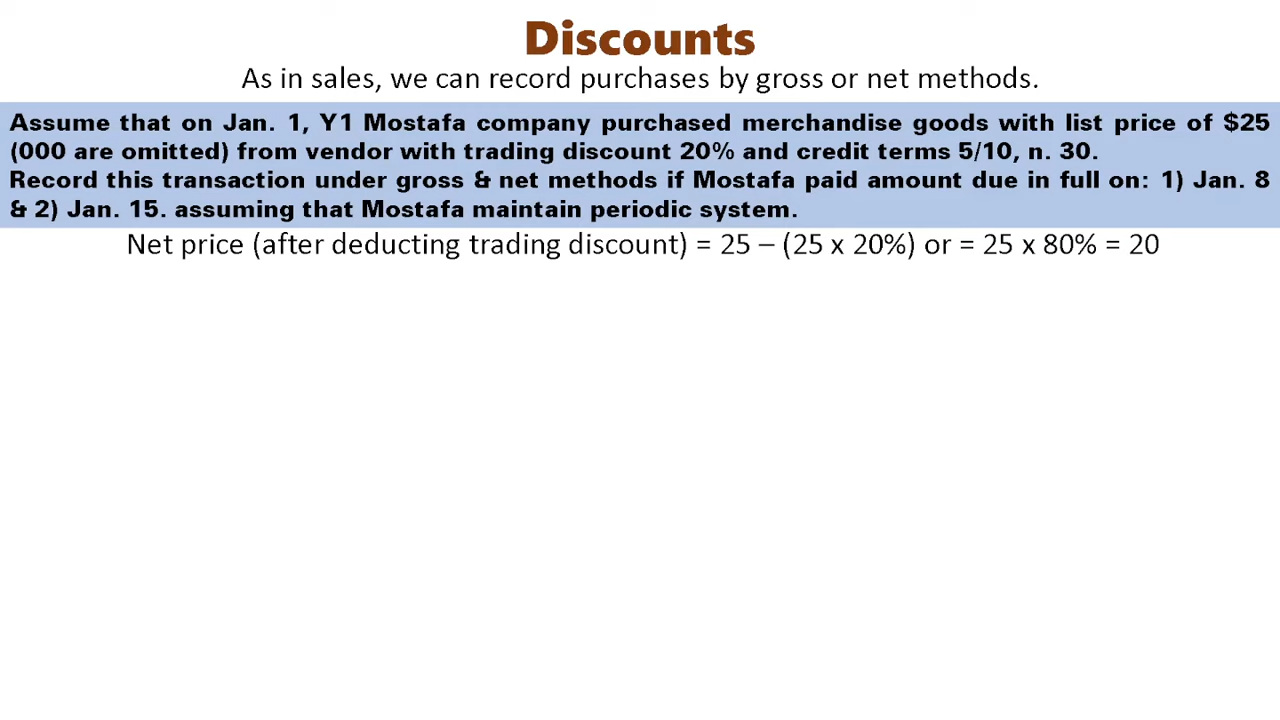 Discounts
As in sales, we can record purchases by gross or net methods.
Assume that on Jan. 1, Y1 Mostafa company purchased merchandise goods with list price of $25
(000 are omitted) from vendor with trading discount 20% and credit terms 5/10, n. 30.
Record this transaction under gross & net methods if Mostafa paid amount due in full on: 1) Jan. 8
& 2) Jan. 15. assuming that Mostafa maintain periodic system.
Net price (after deducting trading discount) = 25 – (25 x 20%) or = 25 x 80% = 20